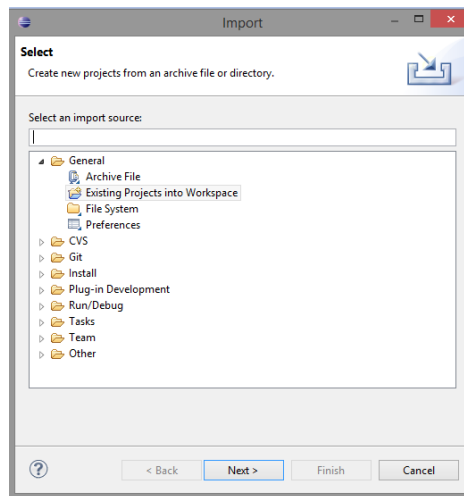 Import
Select
Create new projects from an archive file or directory.
Select an import source:
General
Archive File
Existing Projects into Workspace
File System
Preferences
CVS
Git
Install
Plug-in Development
Run/Debug
Tasks
Team
Other
? < Back Next > Finish Cancel